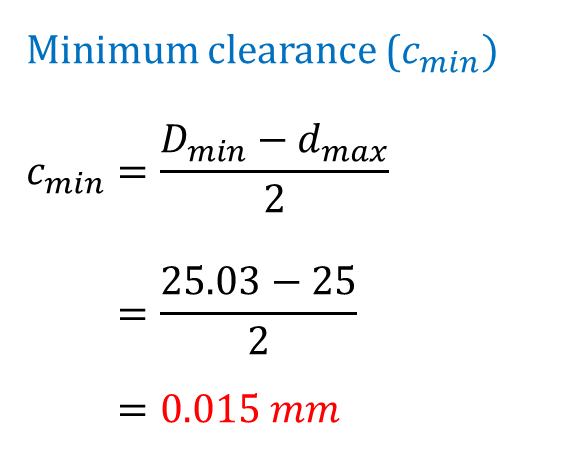 Minimum clearance (c_min)
c_min = (D_min − d_max) / 2
= (25.03 − 25) / 2
= 0.015 mm